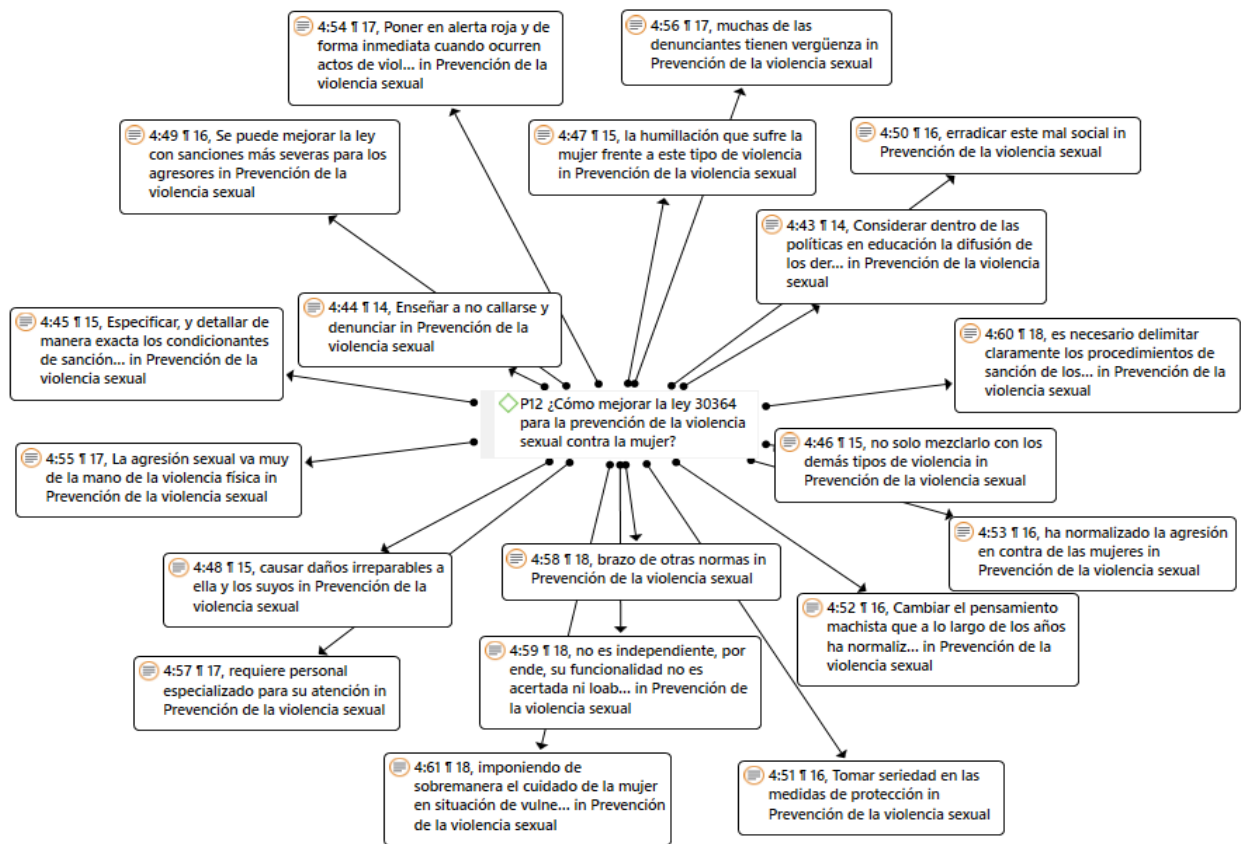 4:54 ¶ 17, Poner en alerta roja y de
forma inmediata cuando ocurren
actos de viol... in Prevención de la
violencia sexual
4:56 ¶ 17, muchas de las
denunciantes tienen vergüenza in
Prevención de la violencia sexual
4:49 ¶ 16, Se puede mejorar la ley
con sanciones más severas para los
agresores in Prevención de la
violencia sexual
4:47 ¶ 15, la humillación que sufre la
mujer frente a este tipo de violencia
in Prevención de la violencia sexual
4:50 ¶ 16, erradicar este mal social in
Prevención de la violencia sexual
4:43 ¶ 14, Considerar dentro de las
políticas en educación la difusión de
los der... in Prevención de la violencia
sexual
4:44 ¶ 14, Enseñar a no callarse y
denunciar in Prevención de la
violencia sexual
4:45 ¶ 15, Especificar, y detallar de
manera exacta los condicionantes
de sanción... in Prevención de la
violencia sexual
4:60 ¶ 18, es necesario delimitar
claramente los procedimientos de
sanción de los... in Prevención de la
violencia sexual
P12 ¿Cómo mejorar la ley 30364
para la prevención de la violencia
sexual contra la mujer?
4:55 ¶ 17, La agresión sexual va muy
de la mano de la violencia física in
Prevención de la violencia sexual
4:46 ¶ 15, no solo mezclarlo con los
demás tipos de violencia in
Prevención de la violencia sexual
4:53 ¶ 16, ha normalizado la agresión
en contra de las mujeres in
Prevención de la violencia sexual
4:48 ¶ 15, causar daños irreparables a
ella y los suyos in Prevención de la
violencia sexual
4:58 ¶ 18, brazo de otras normas in
Prevención de la violencia sexual
4:52 ¶ 16, Cambiar el pensamiento
machista que a lo largo de los años
ha normaliz... in Prevención de la
violencia sexual
4:57 ¶ 17, requiere personal
especializado para su atención in
Prevención de la violencia sexual
4:59 ¶ 18, no es independiente, por
ende, su funcionalidad no es
acertada ni loab... in Prevención de
la violencia sexual
4:61 ¶ 18, imponiendo de
sobremanera el cuidado de la mujer
en situación de vulne... in Prevención
de la violencia sexual
4:51 ¶ 16, Tomar seriedad en las
medidas de protección in
Prevención de la violencia sexual